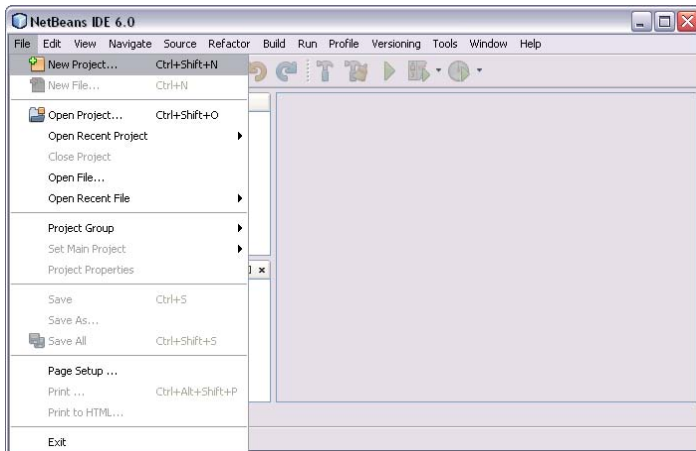 NetBeans IDE 6.0
File Edit View Navigate Source Refactor Build Run Profile Versioning Tools Window Help
New Project... Ctrl+Shift+N
New File... Ctrl+N
Open Project... Ctrl+Shift+O
Open Recent Project
Close Project
Open File...
Open Recent File
Project Group
Set Main Project
Project Properties
Save Ctrl+S
Save As...
Save All Ctrl+Shift+S
Page Setup ...
Print ... Ctrl+Alt+Shift+P
Print to HTML...
Exit